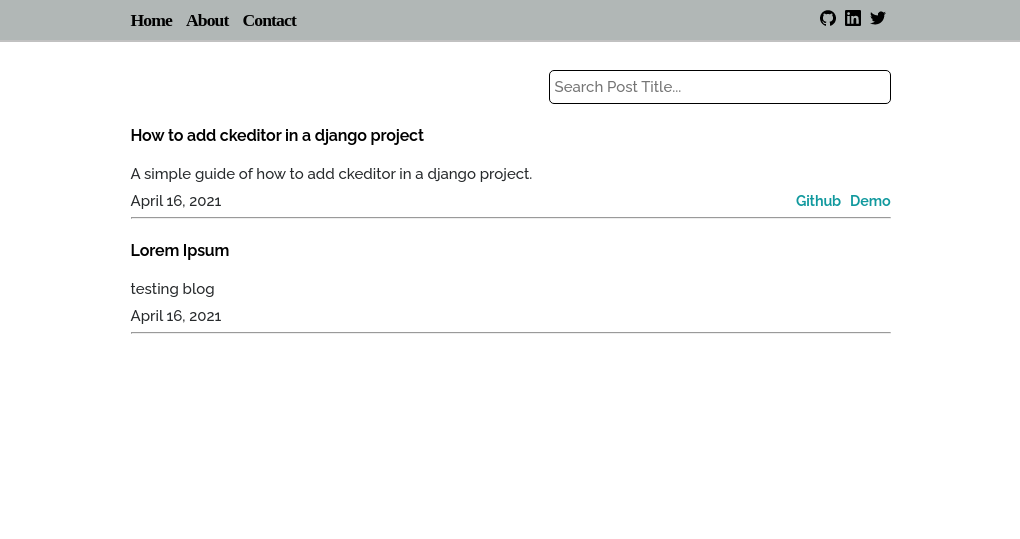 Home About Contact
Search Post Title...
How to add ckeditor in a django project
A simple guide of how to add ckeditor in a django project.
April 16, 2021 Github Demo
Lorem Ipsum
testing blog
April 16, 2021